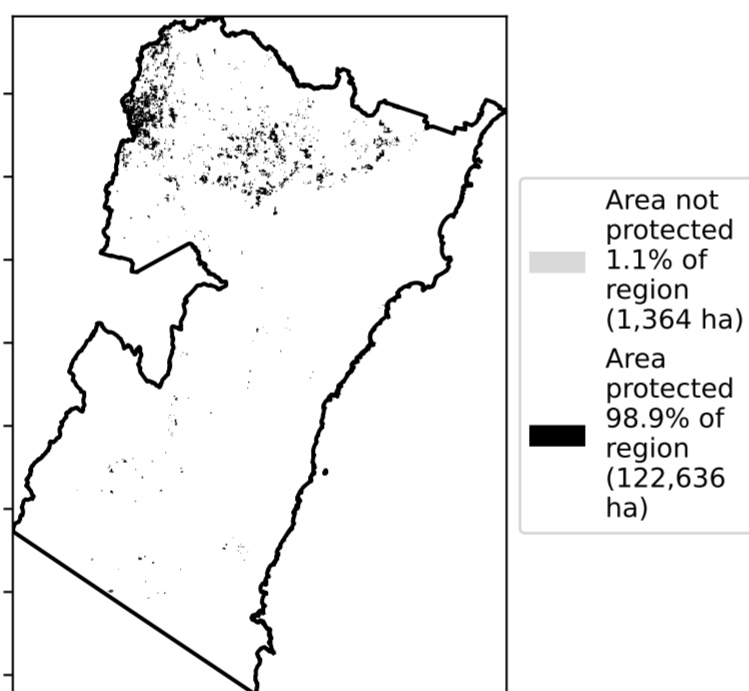 Area not
protected
1.1% of
region
(1,364 ha)
Area
protected
98.9% of
region
(122,636
ha)